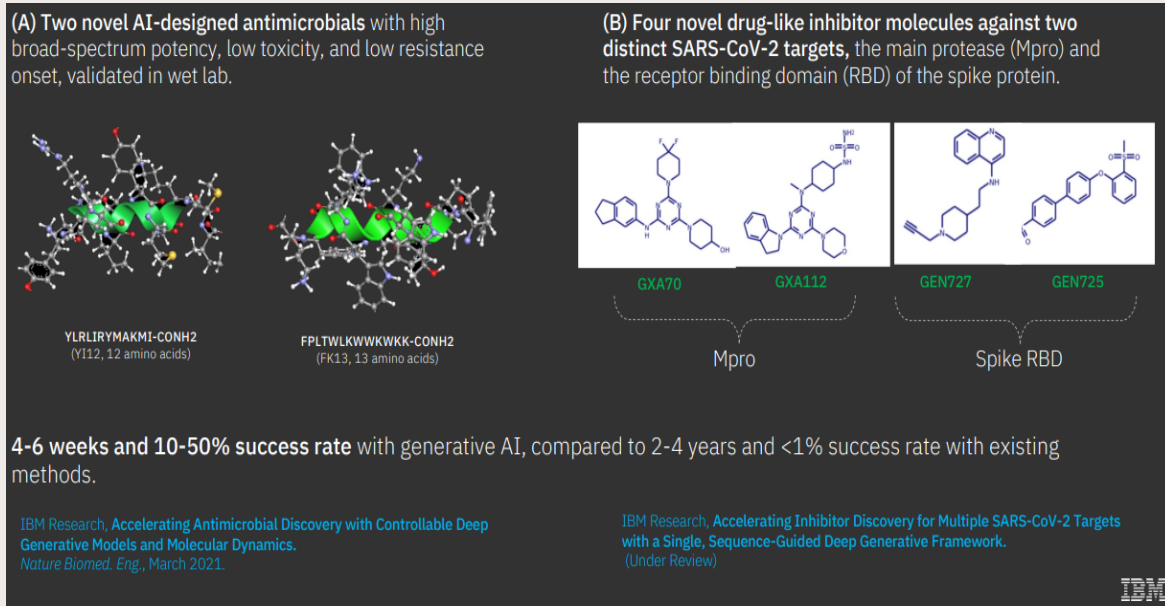 (A) Two novel AI-designed antimicrobials with high
broad-spectrum potency, low toxicity, and low resistance
onset, validated in wet lab.
YLRLIRYMAKMI-CONH2
(YI12, 12 amino acids)
FPLTWLKWWKWKK-CONH2
(FK13, 13 amino acids)
(B) Four novel drug-like inhibitor molecules against two
distinct SARS-CoV-2 targets, the main protease (Mpro) and
the receptor binding domain (RBD) of the spike protein.
F F
N
N N
N
H
N
N
OH
NH2
O S O
NH
N
N N
N
N
N
O
N
NH
N
O
O
O S O
GXA70
GXA112
GEN727
GEN725
Mpro
Spike RBD
4-6 weeks and 10-50% success rate with generative AI, compared to 2-4 years and <1% success rate with existing
methods.
IBM Research, Accelerating Antimicrobial Discovery with Controllable Deep
Generative Models and Molecular Dynamics.
Nature Biomed. Eng., March 2021.
IBM Research, Accelerating Inhibitor Discovery for Multiple SARS-CoV-2 Targets
with a Single, Sequence-Guided Deep Generative Framework.
(Under Review)
IBM